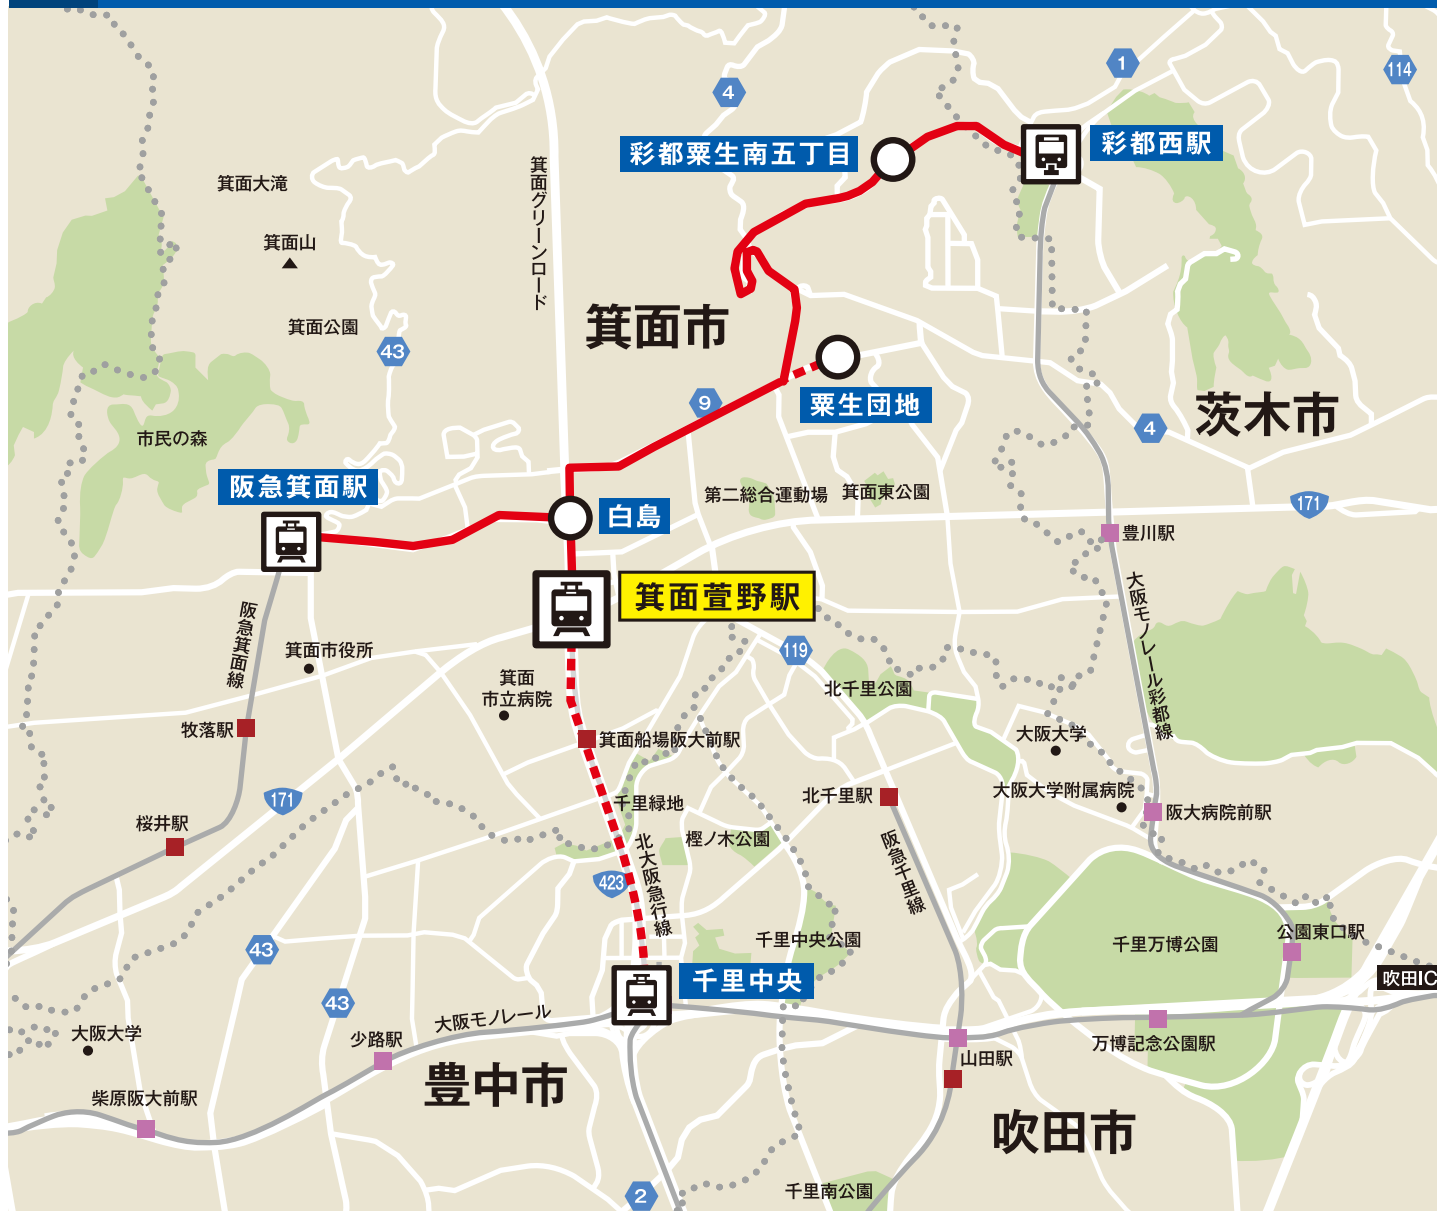 1
114
4
彩都粟生南五丁目
彩都西駅
箕面大滝
箕面グリーンロード
箕面山
箕面公園
箕面市
43
粟生団地
9
茨木市
4
市民の森
阪急箕面駅
第二総合運動場
箕面東公園
171
白島
豊川駅
大阪モノレール彩都線
箕面萱野駅
阪急箕面線
箕面市役所
119
箕面
市立病院
北千里公園
牧落駅
箕面船場阪大前駅
大阪大学
171
千里緑地
北千里駅
大阪大学附属病院
阪大病院前駅
桜井駅
北大阪急行線
樫ノ木公園
阪急千里線
423
43
千里中央公園
千里万博公園
公園東口駅
千里中央
吹田IC
43
大阪モノレール
大阪大学
少路駅
万博記念公園駅
山田駅
豊中市
柴原阪大前駅
吹田市
2
千里南公園